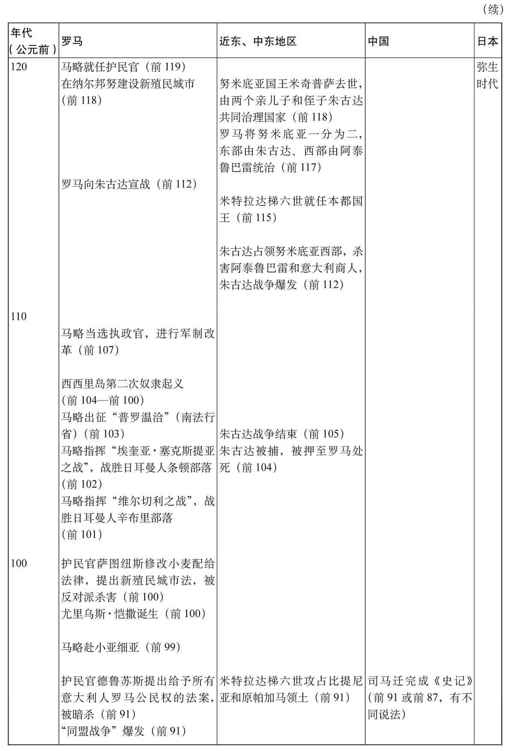 （续）
年代
（公元前）
罗马
近东、中东地区
中国
日本
120
马略就任护民官（前 119）
在纳尔邦努建设新殖民城市
（前 118）
罗马向朱古达宣战（前 112）
努米底亚国王米奇普萨去世，
由两个亲儿子和侄子朱古达
共同治理国家（前 118）
罗马将努米底亚一分为二，
东部由朱古达、西部由阿泰
鲁巴雷统治（前 117）
米特拉达梯六世就任本都国
王（前 115）
朱古达占领努米底亚西部，杀
害阿泰鲁巴雷和意大利商人，
朱古达战争爆发（前 112）
弥生
时代
110
马略当选执政官，进行军制改
革（前 107）
西西里岛第二次奴隶起义
（前 104—前 100）
马略出征“普罗温洽”（南法行
省）（前 103）
马略指挥“埃奎亚·塞克斯提亚
之战”，战胜日耳曼人条顿部落
（前 102）
马略指挥“维尔切利之战”，战
胜日耳曼人辛布里部落
（前 101）
朱古达战争结束（前 105）
朱古达被捕，被押至罗马处
死（前 104）
100
护民官萨图纽斯修改小麦配给
法律，提出新殖民城市法，被
反对派杀害（前 100）
尤里乌斯·恺撒诞生（前 100）
马略赴小亚细亚（前 99）
护民官德鲁苏斯提出给予所有
意大利人罗马公民权的法案，
被暗杀（前 91）
“同盟战争”爆发（前 91）
米特拉达梯六世攻占比提尼
亚和原帕加马领土（前 91）
司马迁完成《史记》
（前 91 或前 87，有不
同说法）